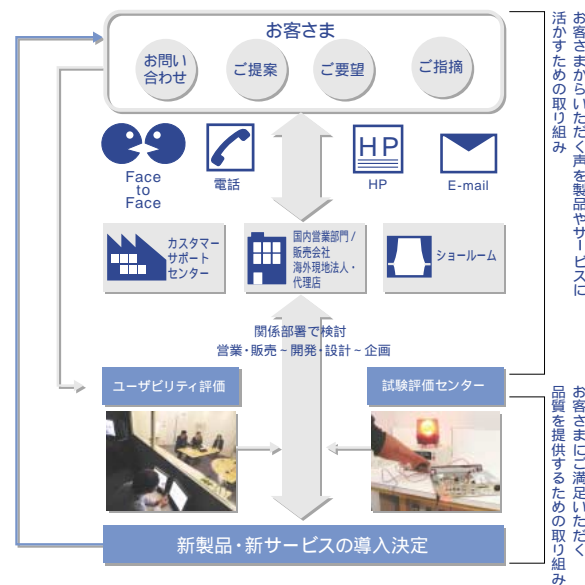 お客さま
お問い
合わせ
ご提案
ご要望
ご指摘
Face
to
Face
電話
HP
HP
E-mail
カスタマー
サポート
センター
国内営業部門/
販売会社
海外現地法人・
代理店
ショールーム
関係部署で検討
営業・販売~開発・設計~企画
ユーザビリティ評価
試験評価センター
新製品・新サービスの導入決定
お客さまからいただく声を製品やサービスに
活かすための取り組み
お客さまにご満足いただく
品質を提供するための取り組み